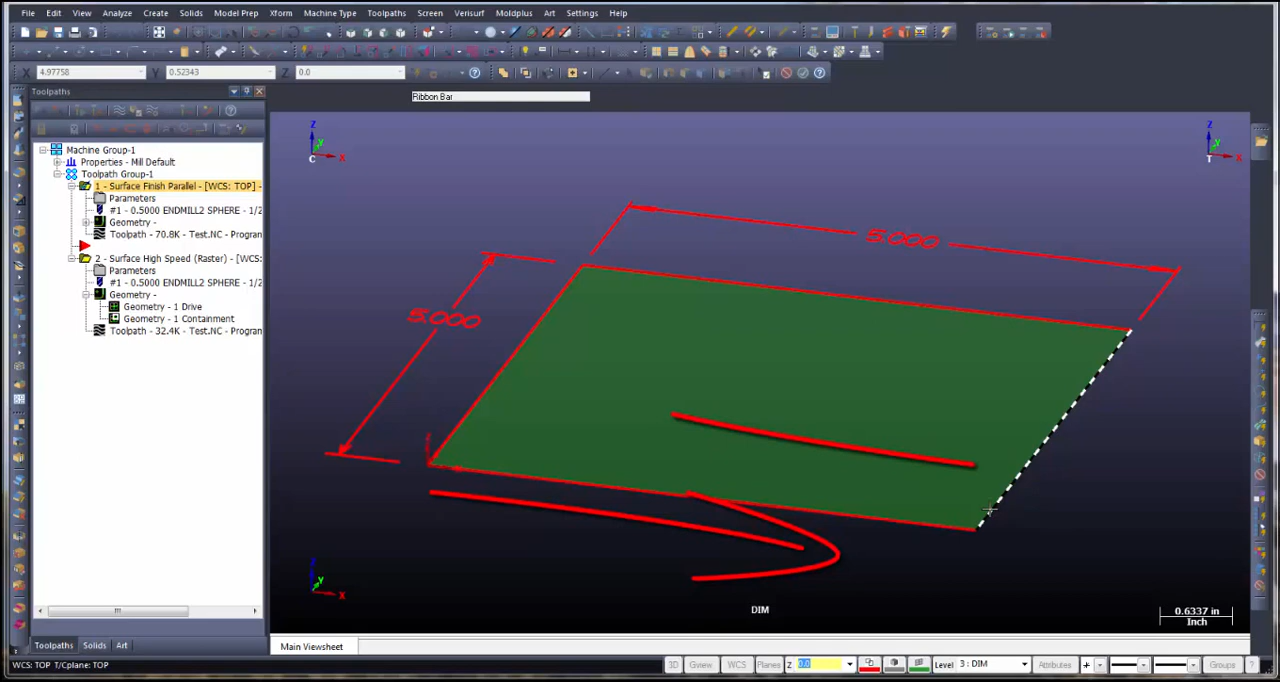 File Edit View Analyze Create Solids Model Prep Xform Machine Type Toolpaths Screen Verisurf Moldplus Art Settings Help
X 4.97758 Y 0.52343 Z 0.0
Toolpaths
Ribbon Bar
Machine Group-1
Properties - Mill Default
Toolpath Group-1
1 - Surface Finish Parallel - [WCS: TOP] -
Parameters
#1 - 0.5000 ENDMILL2 SPHERE - 1/2
Geometry -
Toolpath - 70.8K - Test.NC - Progran
2 - Surface High Speed (Raster) - [WCS:
Parameters
#1 - 0.5000 ENDMILL2 SPHERE - 1/2
Geometry -
Geometry - 1 Drive
Geometry - 1 Containment
Toolpath - 32.4K - Test.NC - Progran
Z Y X C
Z Y X T
5.000
5.000
Y X
DIM
0.6337 in
Inch
Toolpaths Solids Art
Main Viewsheet
WCS: TOP T/Cplane: TOP
3D Gview WCS Planes Z 0.0 Level 3 : DIM Attributes Groups ?